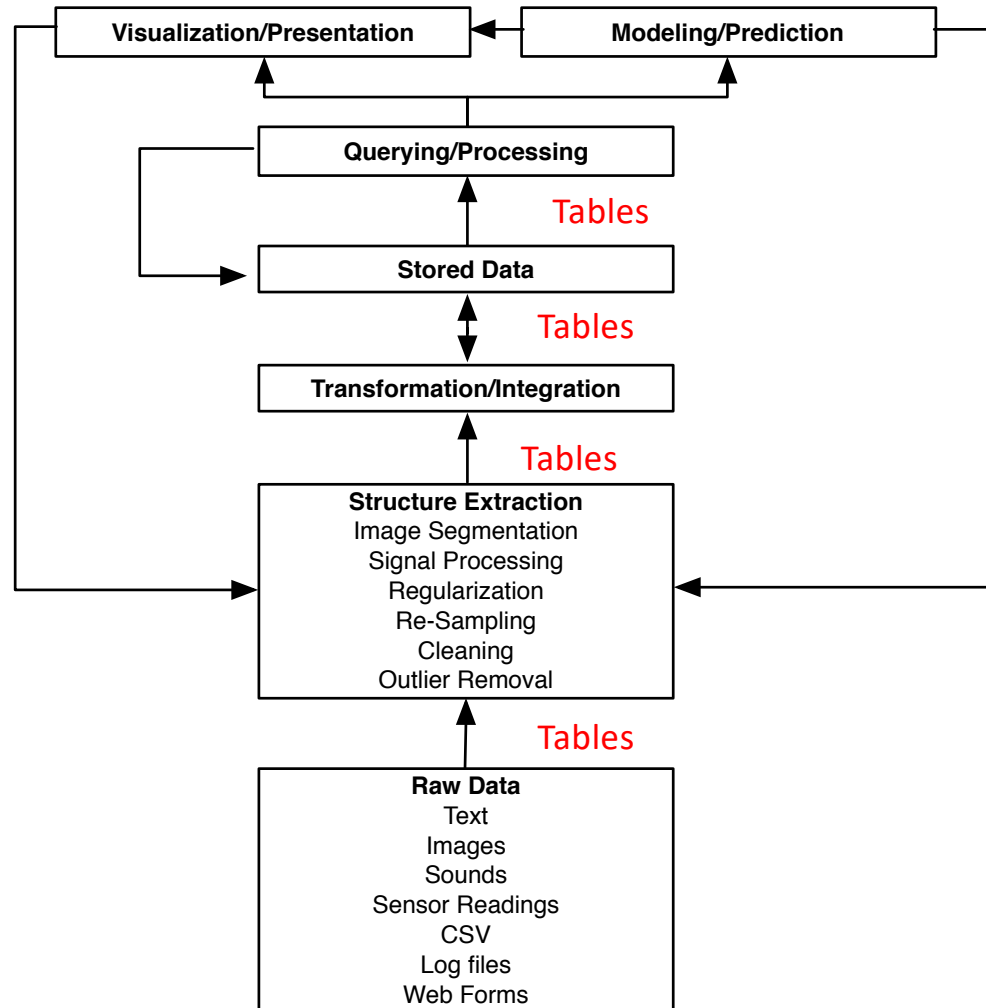 Visualization/Presentation
Modeling/Prediction
Querying/Processing
Tables
Stored Data
Tables
Transformation/Integration
Tables
Structure Extraction
Image Segmentation
Signal Processing
Regularization
Re-Sampling
Cleaning
Outlier Removal
Tables
Raw Data
Text
Images
Sounds
Sensor Readings
CSV
Log files
Web Forms